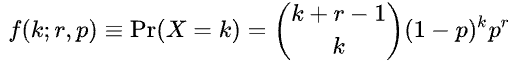 f(k; r, p) ≡ Pr(X = k) = \binom{k + r − 1}{k} (1 − p)^k p^r